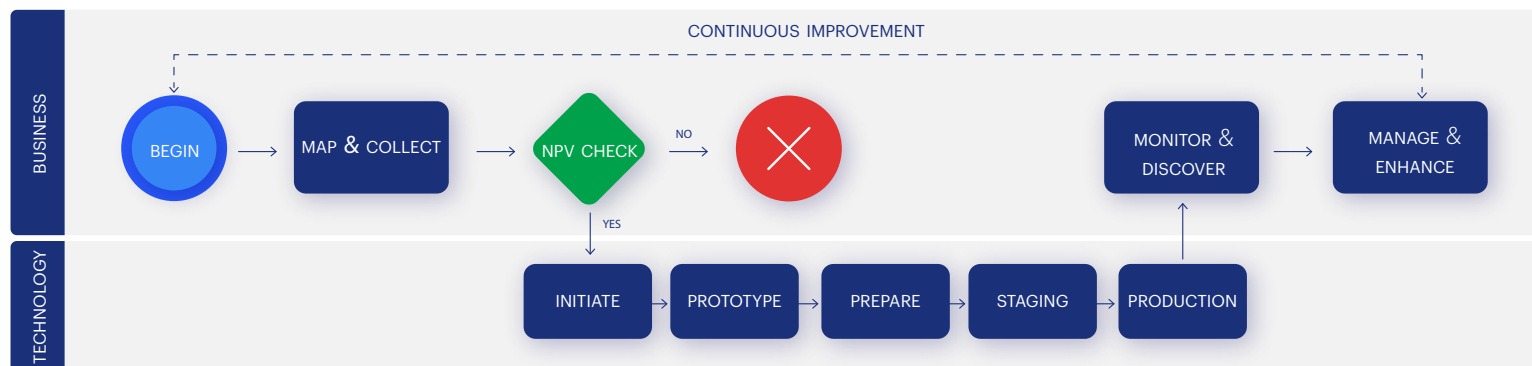 CONTINUOUS IMPROVEMENT
BUSINESS
BEGIN
MAP & COLLECT
NPV CHECK
NO
YES
MONITOR &
DISCOVER
MANAGE &
ENHANCE
TECHNOLOGY
INITIATE
PROTOTYPE
PREPARE
STAGING
PRODUCTION